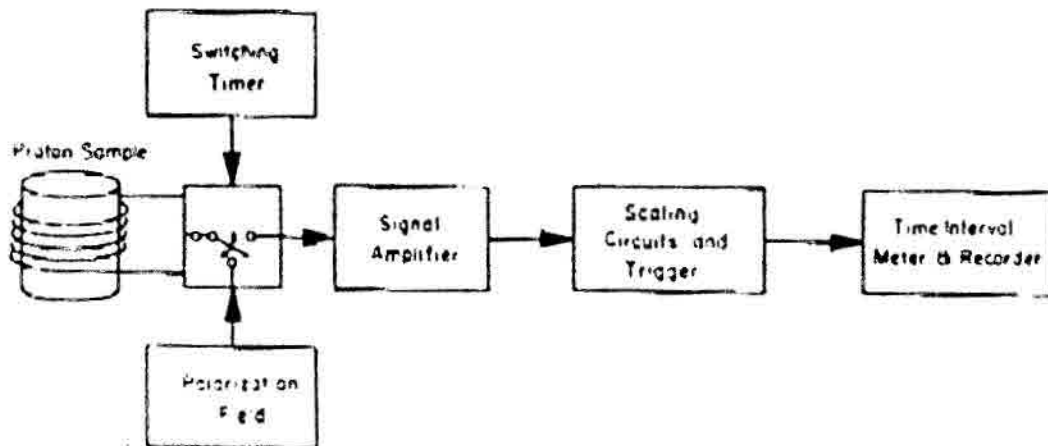 Switching
Timer
Proton Sample
Signal
Amplifier
Scaling
Circuits and
Trigger
Time Interval
Meter & Recorder
Polarization
Field